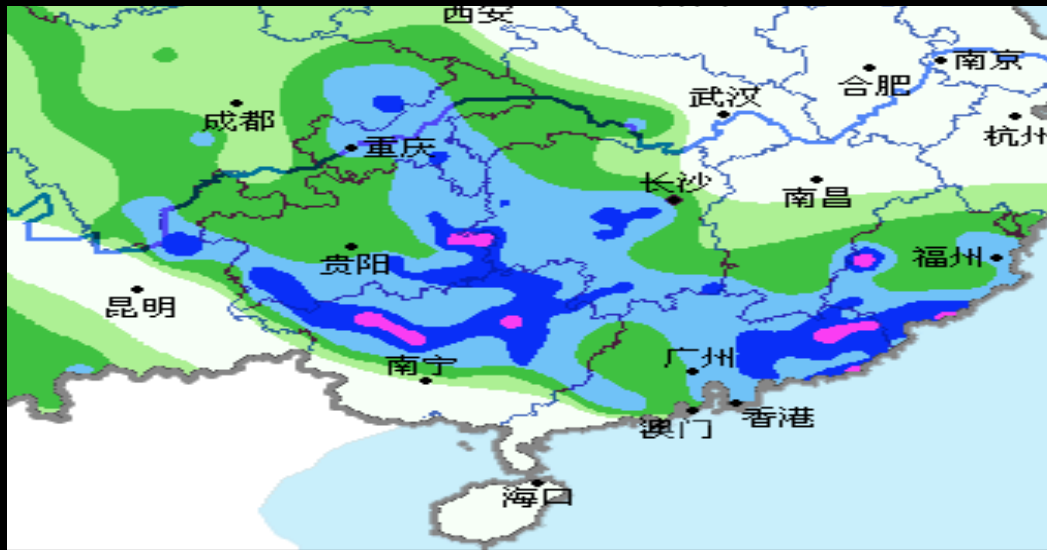 西安
南京
合肥
武汉
成都
杭州
重庆
长沙
南昌
贵阳
福州
昆明
广州
南宁
香港
澳门
海口